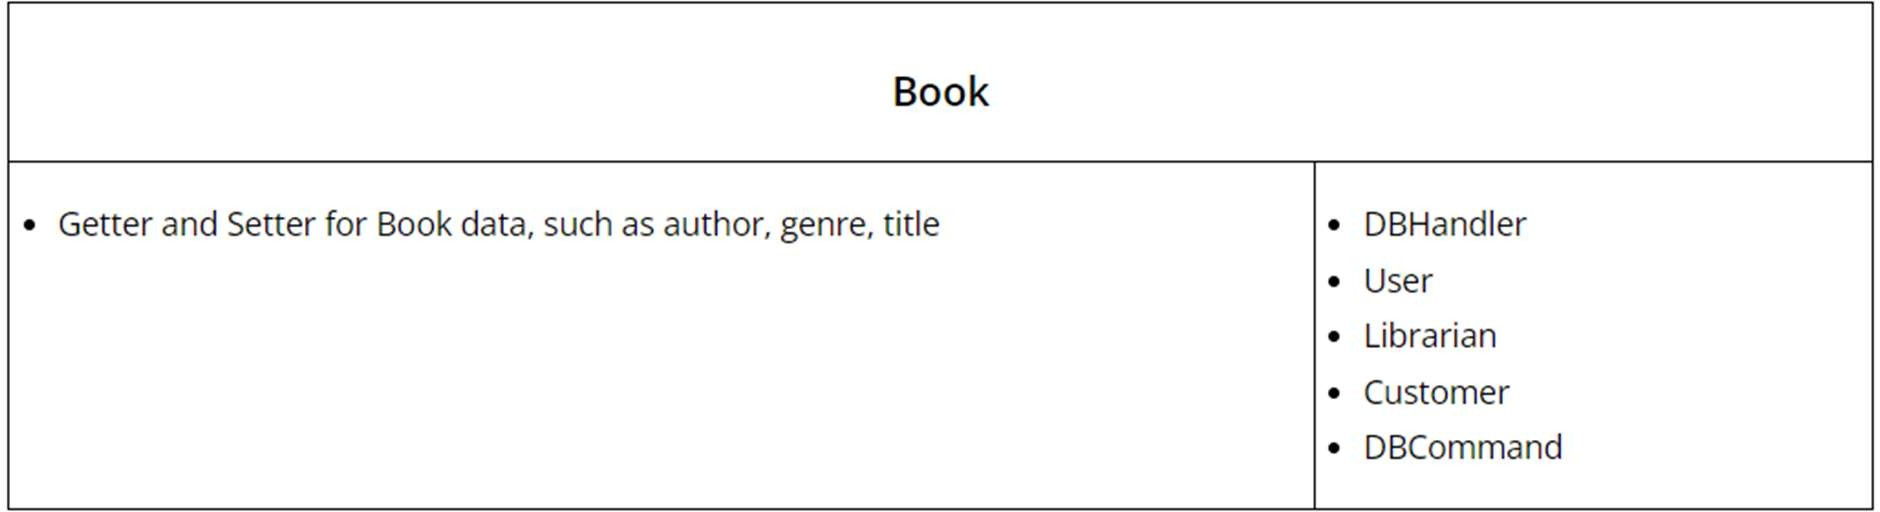 Book
Getter and Setter for Book data, such as author, genre, title
DBHandler
User
Librarian
Customer
DBCommand